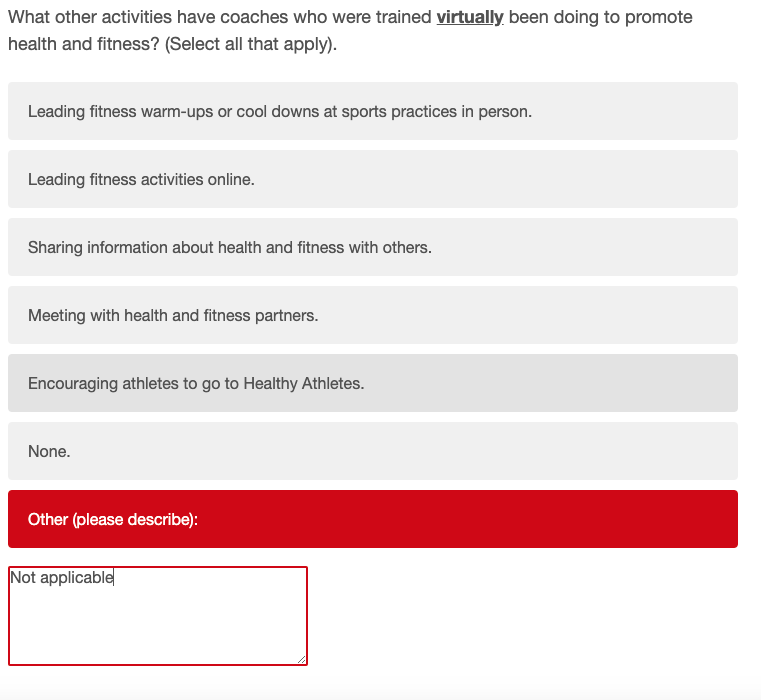 What other activities have coaches who were trained virtually been doing to promote
health and fitness? (Select all that apply).
Leading fitness warm-ups or cool downs at sports practices in person.
Leading fitness activities online.
Sharing information about health and fitness with others.
Meeting with health and fitness partners.
Encouraging athletes to go to Healthy Athletes.
None.
Other (please describe):
Not applicable